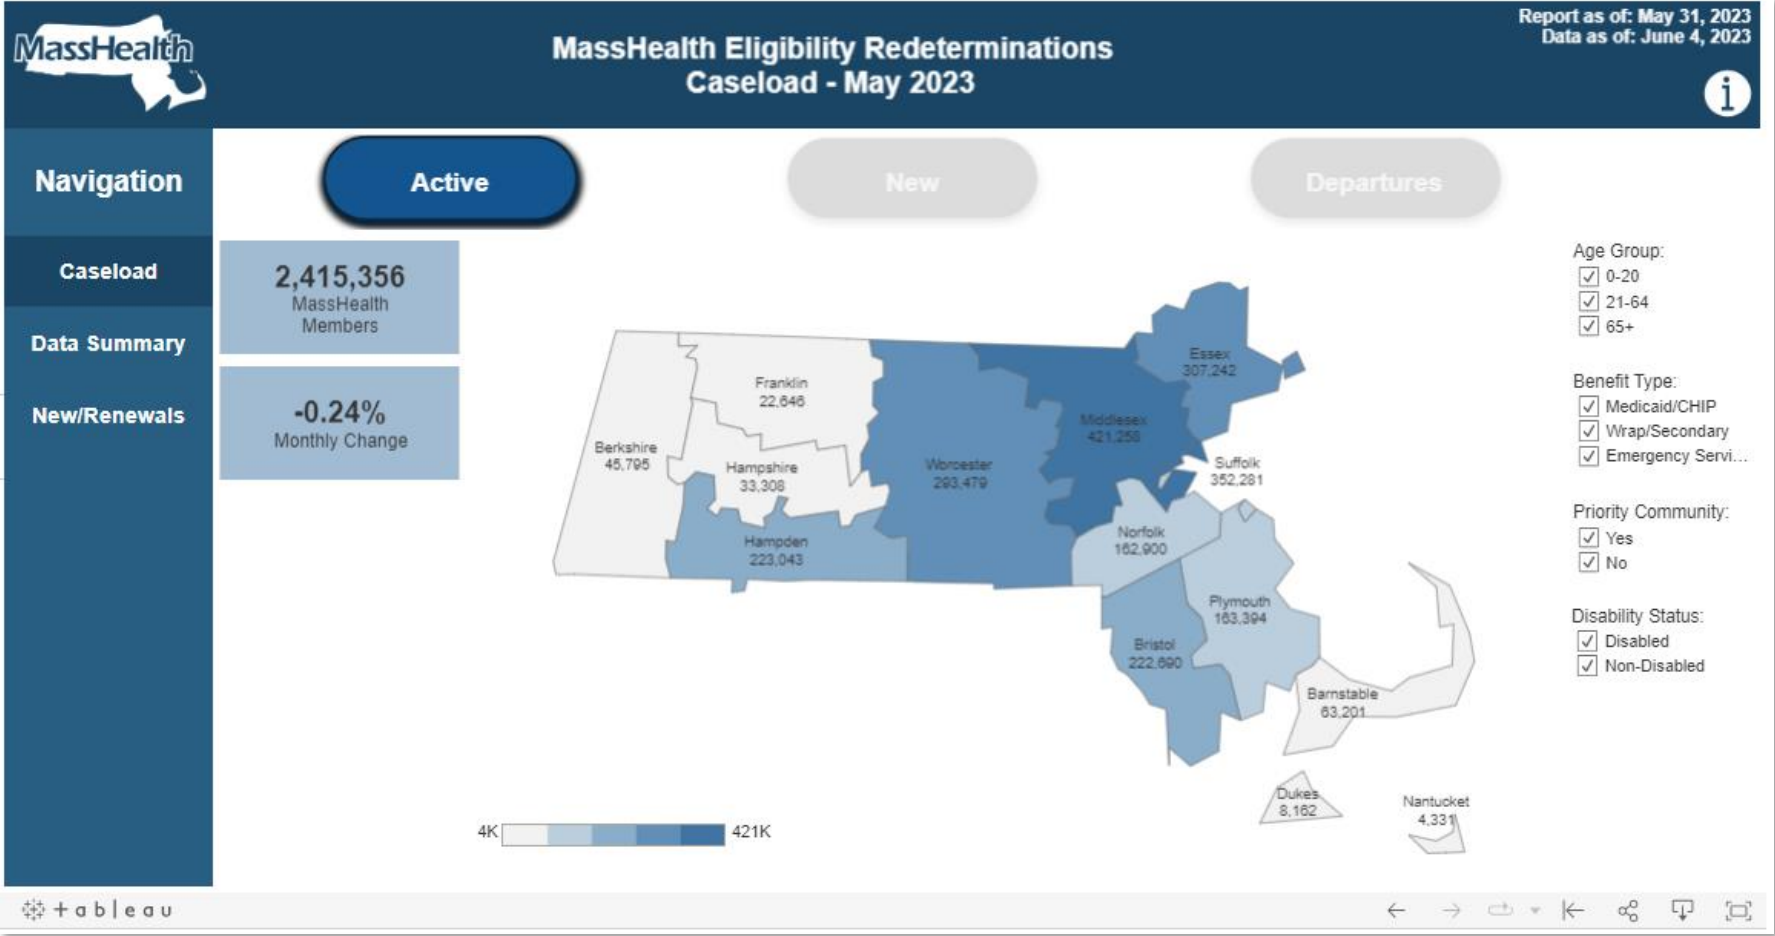 MassHealth
MassHealth Eligibility Redeterminations
Caseload - May 2023
Report as of: May 31, 2023
Data as of: June 4, 2023
i
Navigation
Caseload
Data Summary
New/Renewals
Active
New
Departures
2,415,356
MassHealth
Members
-0.24%
Monthly Change
Essex
307,242
Franklin
22,646
Middlesex
421,258
Berkshire
45,795
Hampshire
33,308
Worcester
293,479
Suffolk
352,281
Hampden
223,043
Norfolk
162,900
Plymouth
163,394
Bristol
222,690
Barnstable
63,201
Dukes
8,162
Nantucket
4,331
4K
421K
Age Group:
0-20
21-64
65+
Benefit Type:
Medicaid/CHIP
Wrap/Secondary
Emergency Servi...
Priority Community:
Yes
No
Disability Status:
Disabled
Non-Disabled
+ableau